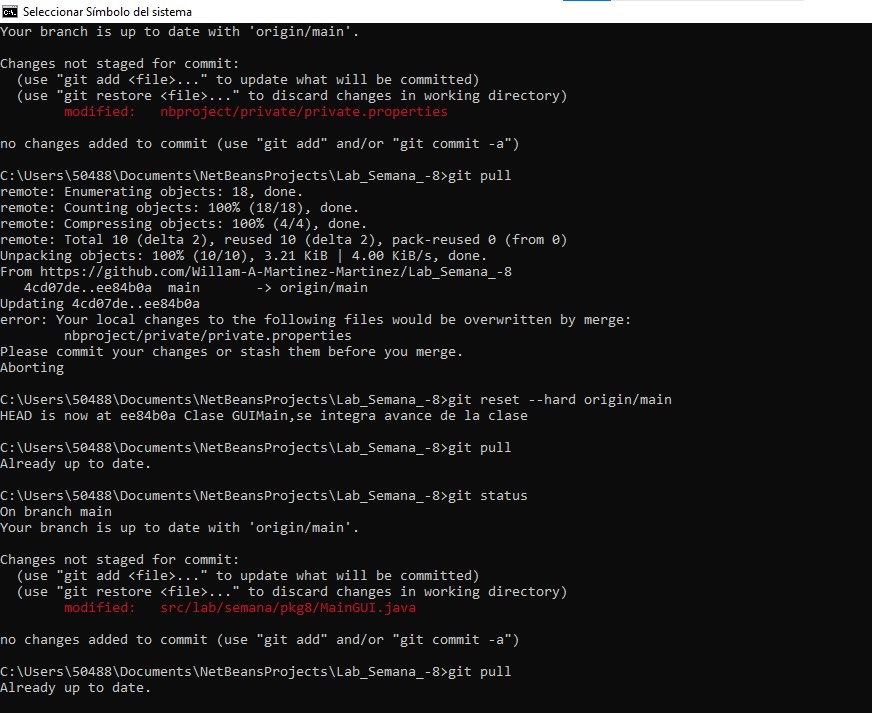 Seleccionar Símbolo del sistema
Your branch is up to date with 'origin/main'.
Changes not staged for commit:
(use "git add <file>..." to update what will be committed)
(use "git restore <file>..." to discard changes in working directory)
modified:   nbproject/private/private.properties
no changes added to commit (use "git add" and/or "git commit -a")
C:\Users\50488\Documents\NetBeansProjects\Lab_Semana_-8>git pull
remote: Enumerating objects: 18, done.
remote: Counting objects: 100% (18/18), done.
remote: Compressing objects: 100% (4/4), done.
remote: Total 10 (delta 2), reused 10 (delta 2), pack-reused 0 (from 0)
Unpacking objects: 100% (10/10), 3.21 KiB | 4.00 KiB/s, done.
From https://github.com/Willam-A-Martinez-Martinez/Lab_Semana_-8
4cd07de..ee84b0a  main       -> origin/main
Updating 4cd07de..ee84b0a
error: Your local changes to the following files would be overwritten by merge:
nbproject/private/private.properties
Please commit your changes or stash them before you merge.
Aborting
C:\Users\50488\Documents\NetBeansProjects\Lab_Semana_-8>git reset --hard origin/main
HEAD is now at ee84b0a Clase GUIMain,se integra avance de la clase
C:\Users\50488\Documents\NetBeansProjects\Lab_Semana_-8>git pull
Already up to date.
C:\Users\50488\Documents\NetBeansProjects\Lab_Semana_-8>git status
On branch main
Your branch is up to date with 'origin/main'.
Changes not staged for commit:
(use "git add <file>..." to update what will be committed)
(use "git restore <file>..." to discard changes in working directory)
modified:   src/lab/semana/pkg8/MainGUI.java
no changes added to commit (use "git add" and/or "git commit -a")
C:\Users\50488\Documents\NetBeansProjects\Lab_Semana_-8>git pull
Already up to date.